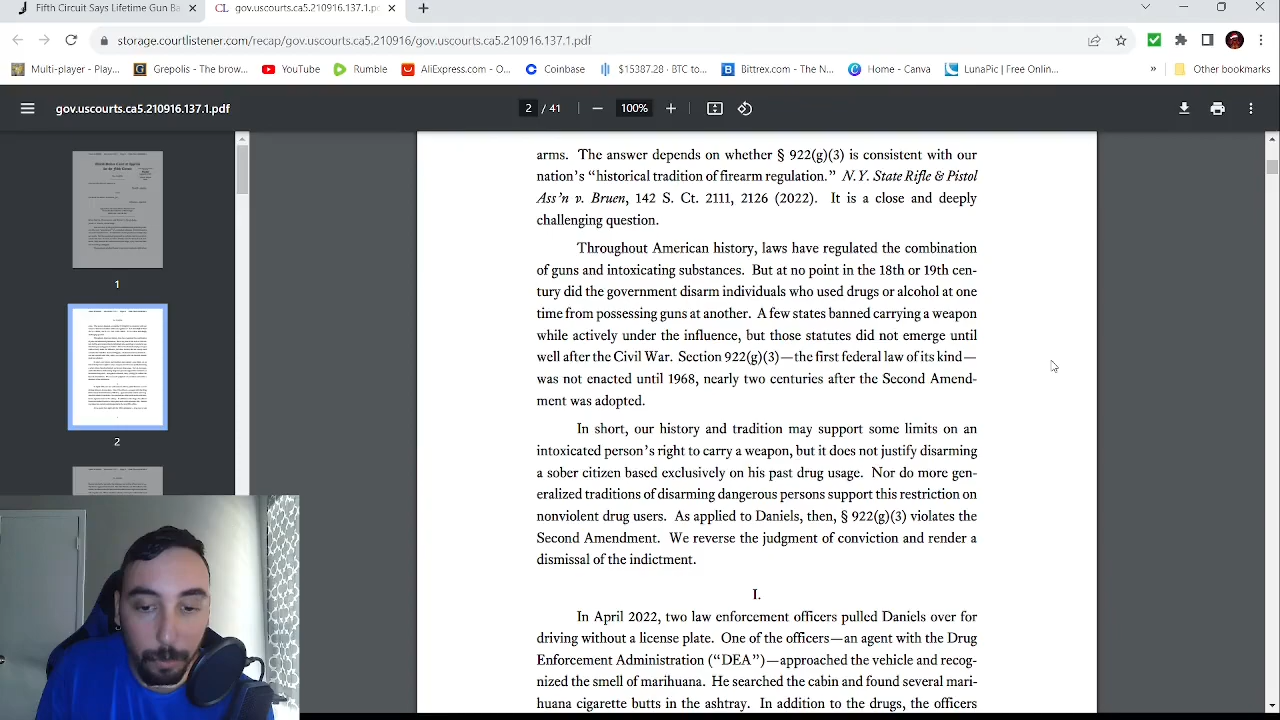 Fifth Circuit Says Lifetime Gun Ba
CL gov.uscourts.ca5.210916.137.1.pd
storage.courtlistener.com/recap/gov.uscourts.ca5.210916/gov.uscourts.ca5.210916.137.1.pdf
Multi-player - Play... Grepolis - The brow... YouTube Rumble AliExpress.com - O... Coinbase $15387.28 · BTC to... Bittrex.com - The N... Home - Canva LunaPic | Free Onlin... » Other bookmarks
gov.uscourts.ca5.210916.137.1.pdf 2 / 41 100%
The answer depends on whether § 922(g)(3) is consistent with our
nation's “historical tradition of firearm regulation.” N.Y. State Rifle & Pistol
Ass'n v. Bruen, 142 S. Ct. 2111, 2126 (2022). It is a close and deeply
challenging question.
Throughout American history, laws have regulated the combination
of guns and intoxicating substances. But at no point in the 18th or 19th cen-
tury did the government disarm individuals who used drugs or alcohol at one
time from possessing guns at another. A few states banned carrying a weapon
while actively under the influence, but those statutes did not emerge until
well after the Civil War. Section 922(g)(3)—the first federal law of its kind—
was not enacted until 1968, nearly two centuries after the Second Amend-
ment was adopted.
In short, our history and tradition may support some limits on an
intoxicated person's right to carry a weapon, but it does not justify disarming
a sober citizen based exclusively on his past drug usage. Nor do more gen-
eralized traditions of disarming dangerous persons support this restriction on
nonviolent drug users. As applied to Daniels, then, § 922(g)(3) violates the
Second Amendment. We reverse the judgment of conviction and render a
dismissal of the indictment.
I.
In April 2022, two law enforcement officers pulled Daniels over for
driving without a license plate. One of the officers—an agent with the Drug
Enforcement Administration (“DEA”)—approached the vehicle and recog-
nized the smell of marihuana. He searched the cabin and found several mari-
huana cigarette butts in the ashtray. In addition to the drugs, the officers
1
2